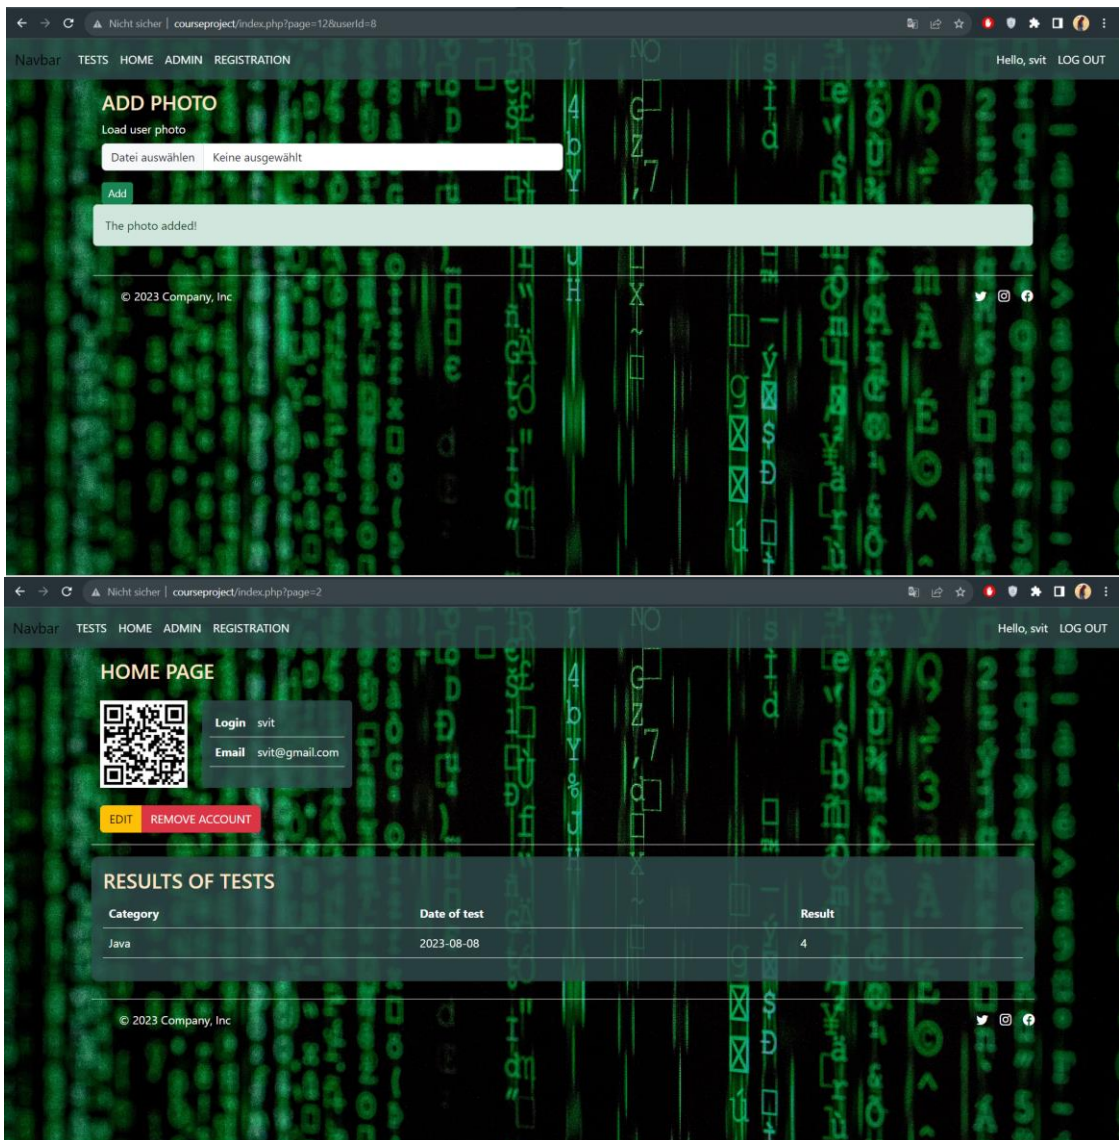 Nicht sicher | courseproject/index.php?page=12&userId=8
Navbar TESTS HOME ADMIN REGISTRATION Hello, svit LOG OUT
ADD PHOTO
Load user photo
Datei auswählen Keine ausgewählt
Add
The photo added!
© 2023 Company, Inc
Nicht sicher | courseproject/index.php?page=2
Navbar TESTS HOME ADMIN REGISTRATION Hello, svit LOG OUT
HOME PAGE
Login svit
Email svit@gmail.com
EDIT REMOVE ACCOUNT
RESULTS OF TESTS
Category Date of test Result
Java 2023-08-08 4
© 2023 Company, Inc